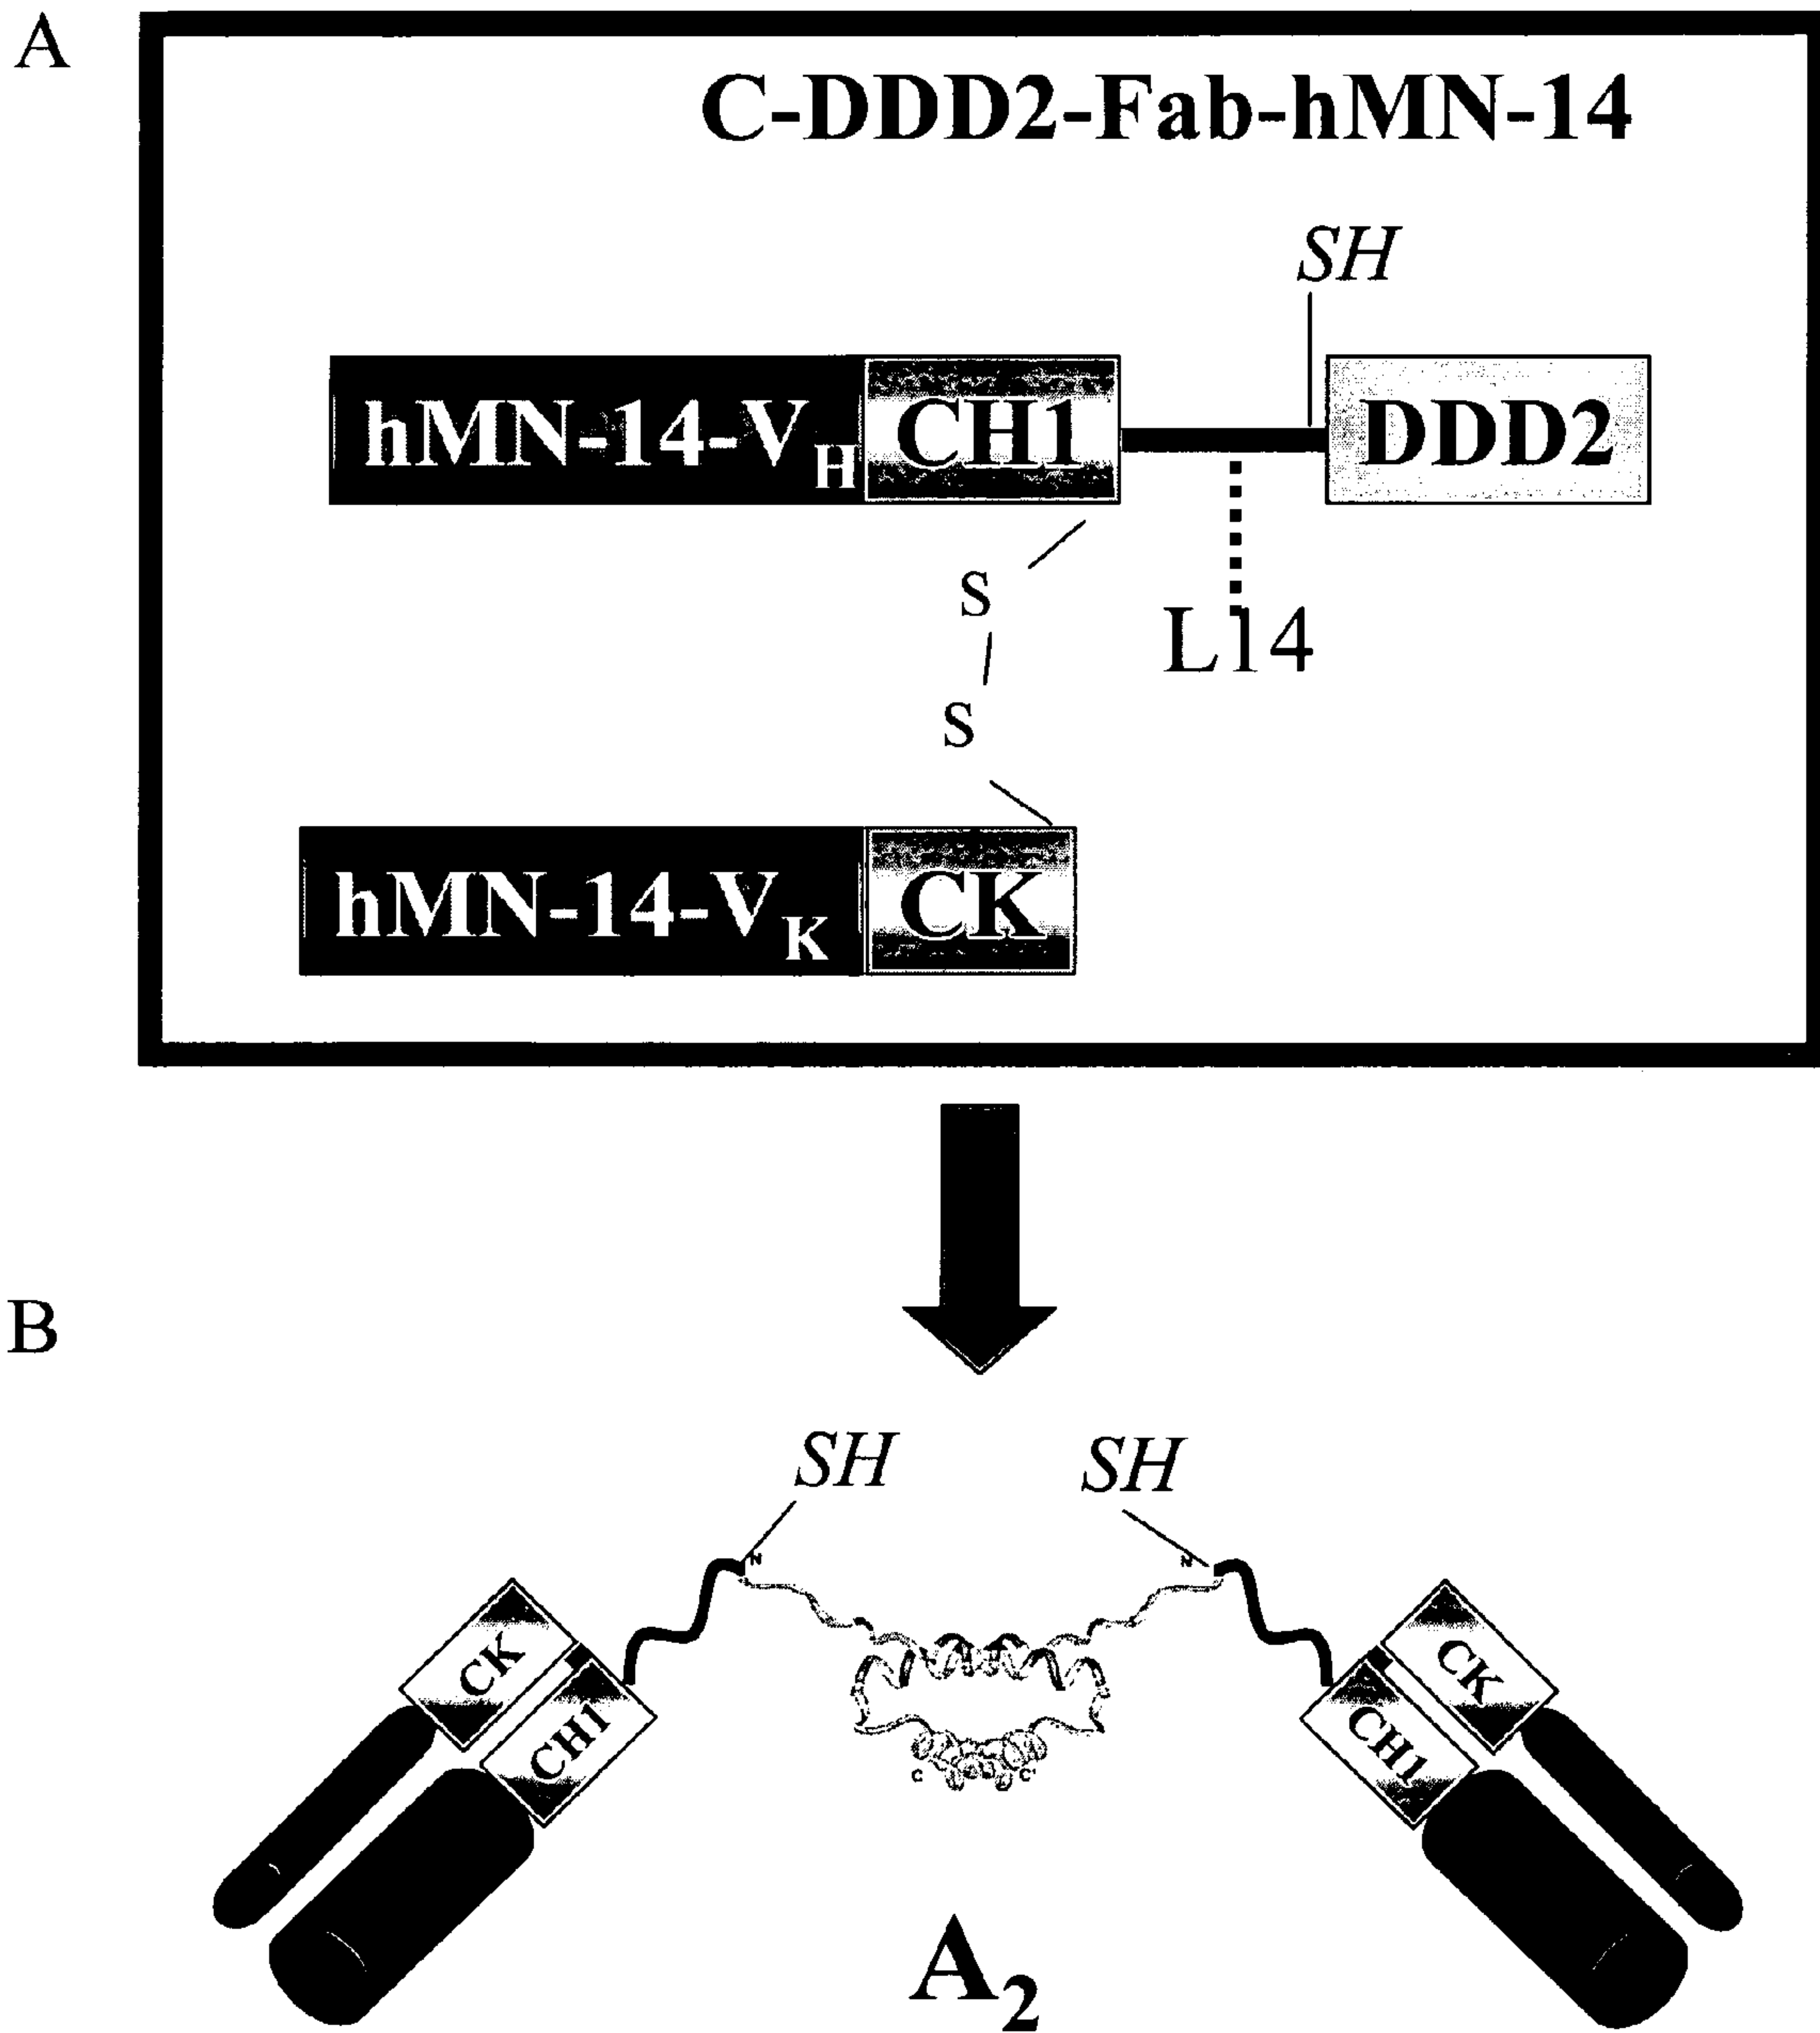 A
C-DDD2-Fab-hMN-14
SH
hMN-14-VH CH1 DDD2
S
L14
S
hMN-14-VK CK
B
SH SH
N N
CK CK
CH1 CH1
C C'
A2